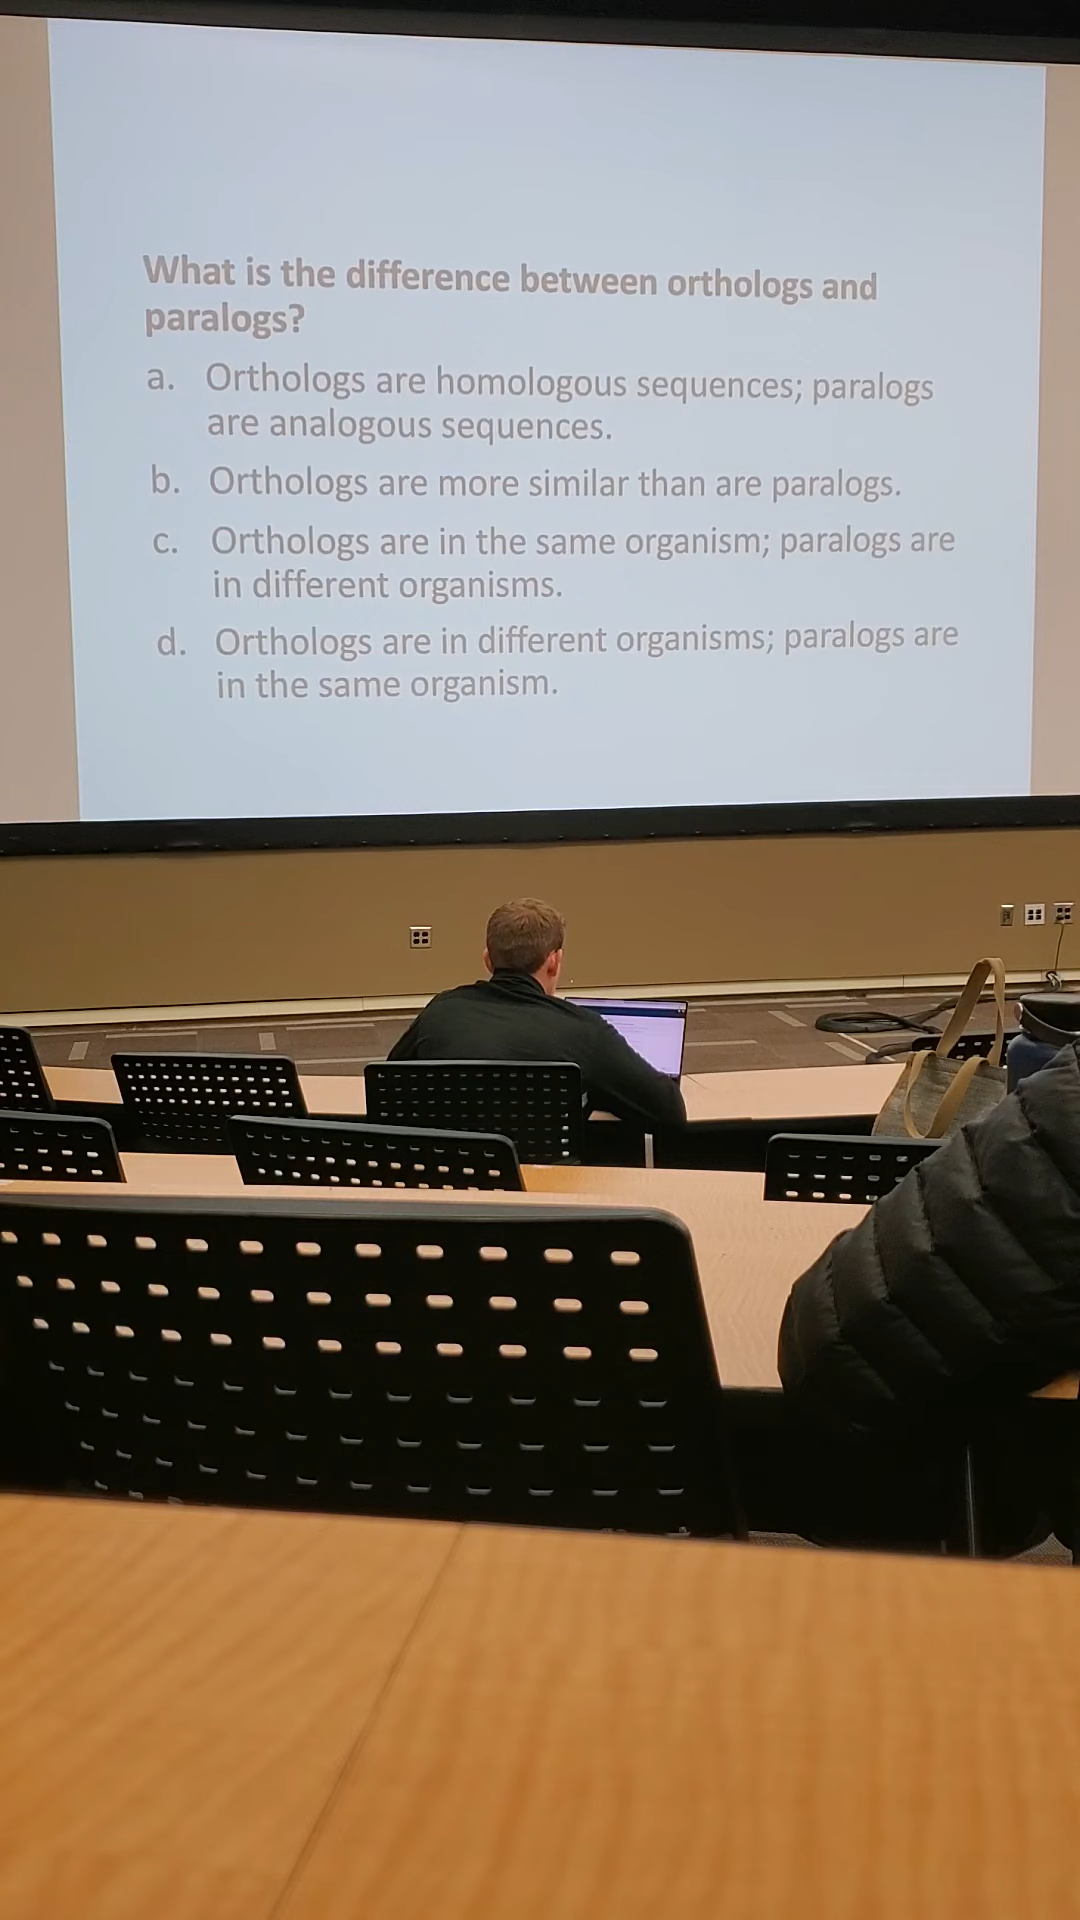 What is the difference between orthologs and
paralogs?
a. Orthologs are homologous sequences; paralogs
are analogous sequences.
b. Orthologs are more similar than are paralogs.
c. Orthologs are in the same organism; paralogs are
in different organisms.
d. Orthologs are in different organisms; paralogs are
in the same organism.